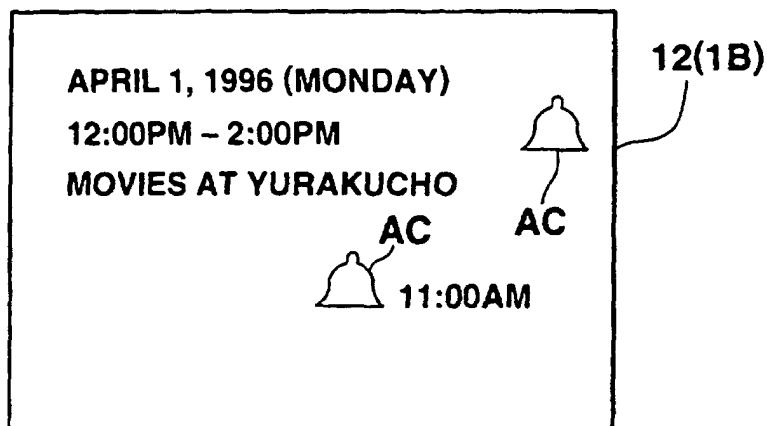 APRIL 1, 1996 (MONDAY)
12(1B)
12:00PM – 2:00PM
MOVIES AT YURAKUCHO
AC
AC
11:00AM